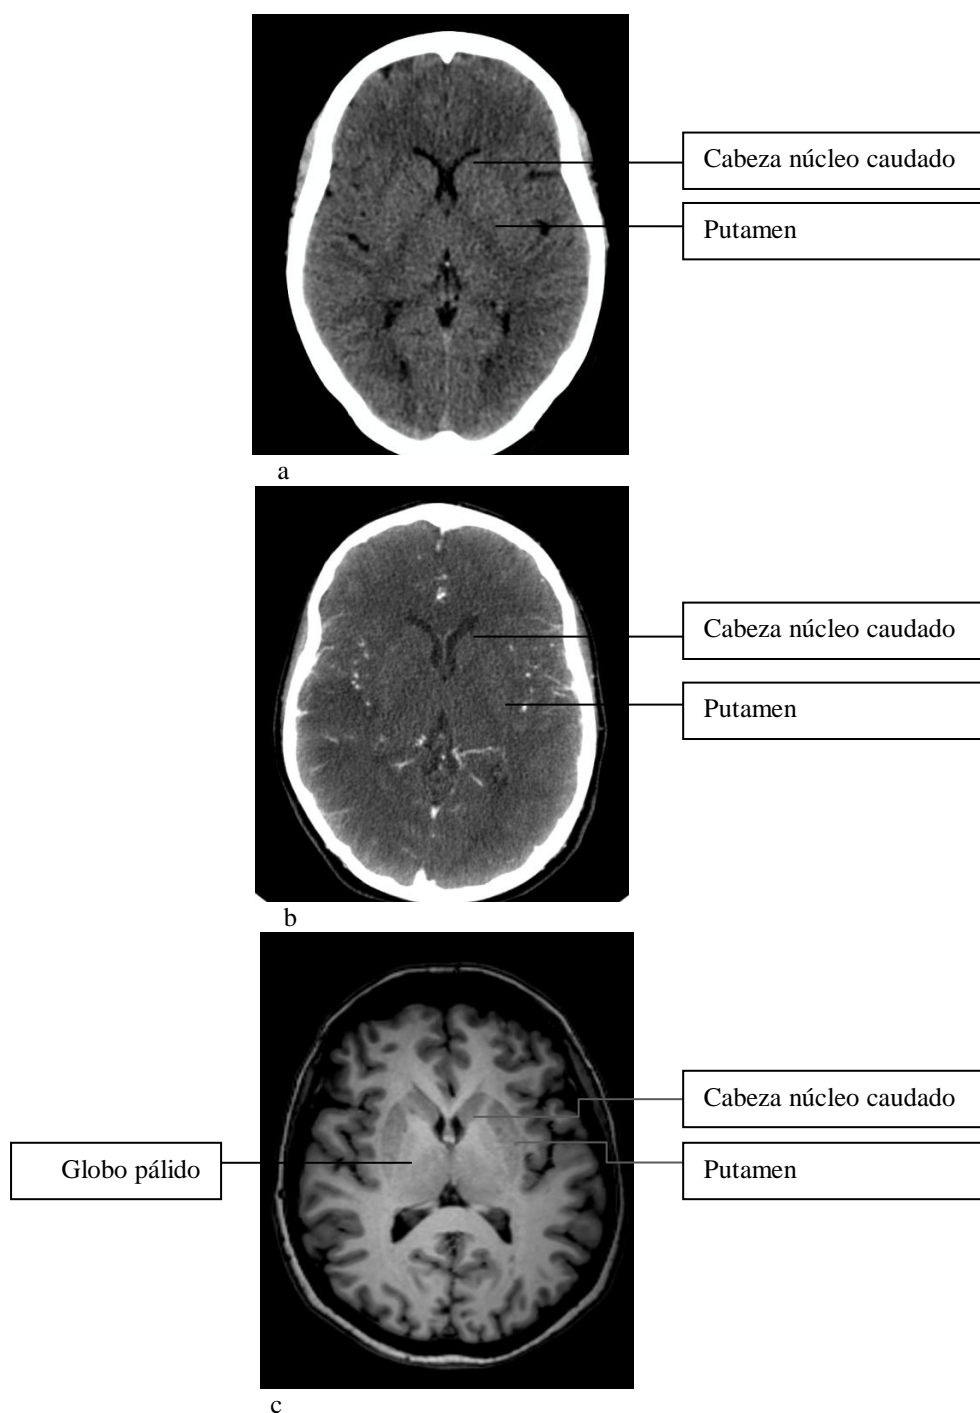 Cabeza núcleo caudado
Putamen
a
Cabeza núcleo caudado
Putamen
b
Cabeza núcleo caudado
Globo pálido
Putamen
c